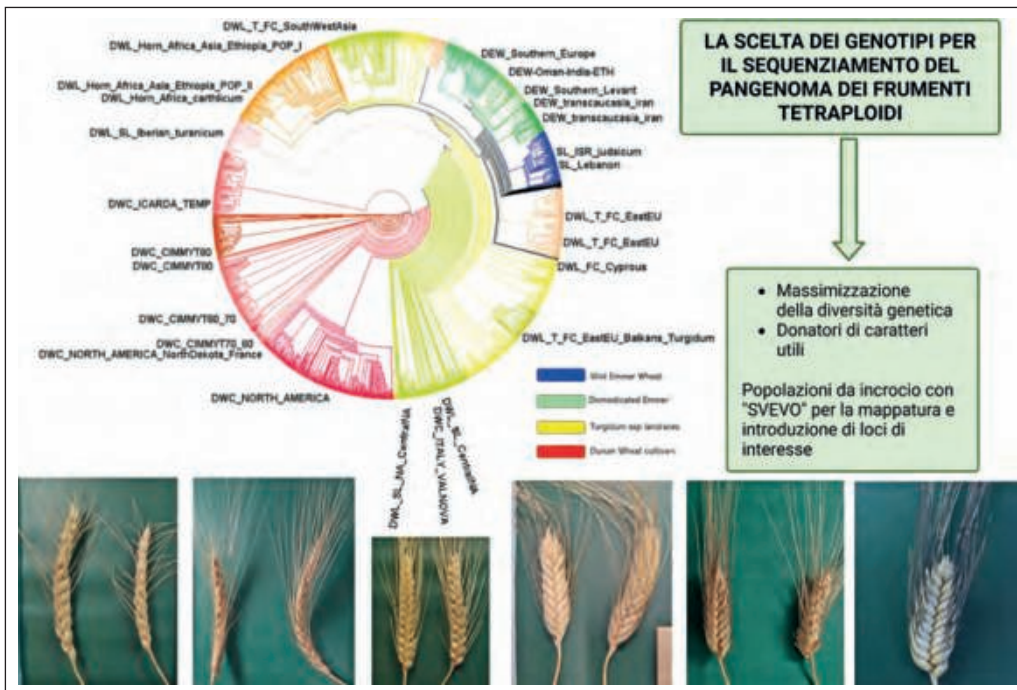 DWL_T_FC_SouthWestAsia
DWL_Horn_Africa_Asia_Ethiopia_POP_I
DWL_Horn_Africa_Asia_Ethiopia_POP_II
DWL_Horn_Africa_carthlicum
DWL_SL_Iberian_turanicum
DWC_ICARDA_TEMP
DWC_CIMMYT80
DWC_CIMMYT80
DWC_CIMMYT60_70
DWC_CIMMYT70_80
DWC_NORTH_AMERICA_NorthDakota_France
DWC_NORTH_AMERICA
DEW_Southern_Europe
DEW-Oman-India-ETH
DEW_Southern_Levant
DEW_transcaucasia_iran
DEW_transcaucasia_iran
SL_ISR_judaicum
SL_Lebanon
DWL_T_FC_EastEU
DWL_T_FC_EastEU
DWL_FC_Cyprous
DWL_T_FC_EastEU_Balkans_Turgidum
DWL_SL_CentralNA
DWC_ITALY_VALNOVA
DWL_SL_NA_CentralWA
Wild Emmer Wheat
Domesticated Emmer
Turgidum ssp landraces
Durum Wheat cultivars
LA SCELTA DEI GENOTIPI PER
IL SEQUENZIAMENTO DEL
PANGENOMA DEI FRUMENTI
TETRAPLOIDI
• Massimizzazione
della diversità genetica
• Donatori di caratteri
utili
Popolazioni da incrocio con
"SVEVO" per la mappatura e
introduzione di loci di
interesse